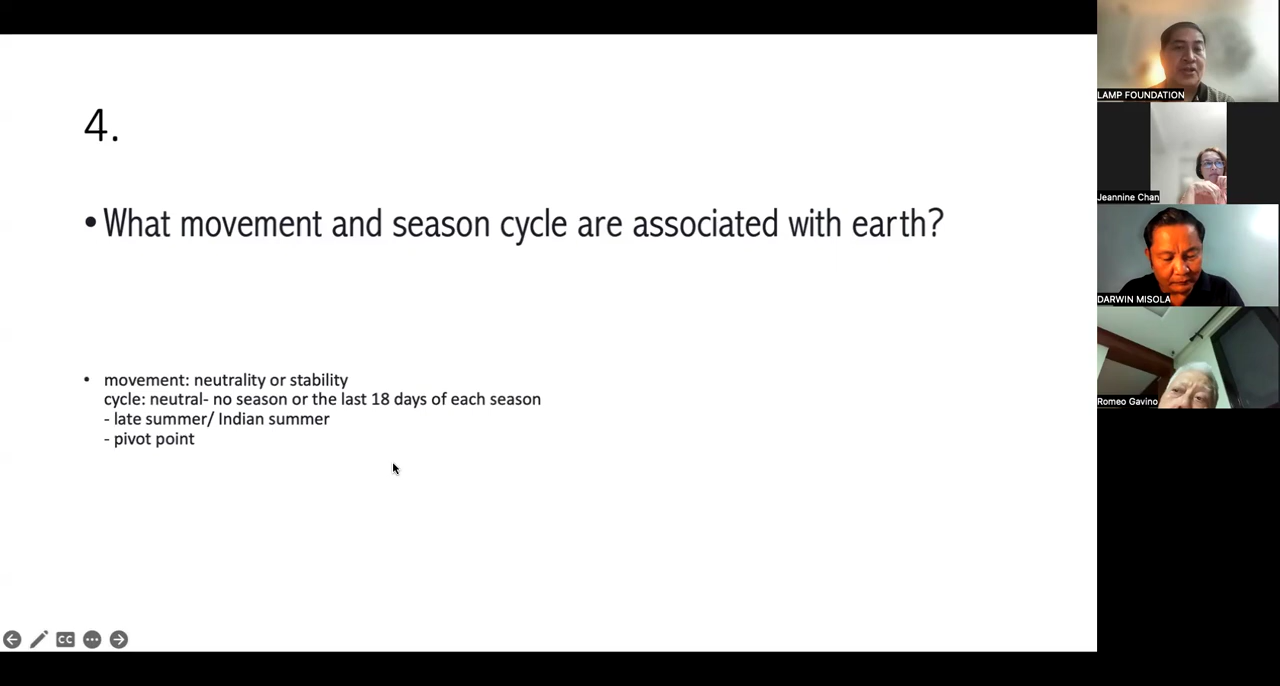 4.
• What movement and season cycle are associated with earth?
• movement: neutrality or stability
cycle: neutral- no season or the last 18 days of each season
- late summer/ Indian summer
- pivot point
CC
LAMP FOUNDATION
Jeannine Chan
DARWIN MISOLA
Romeo Gavino